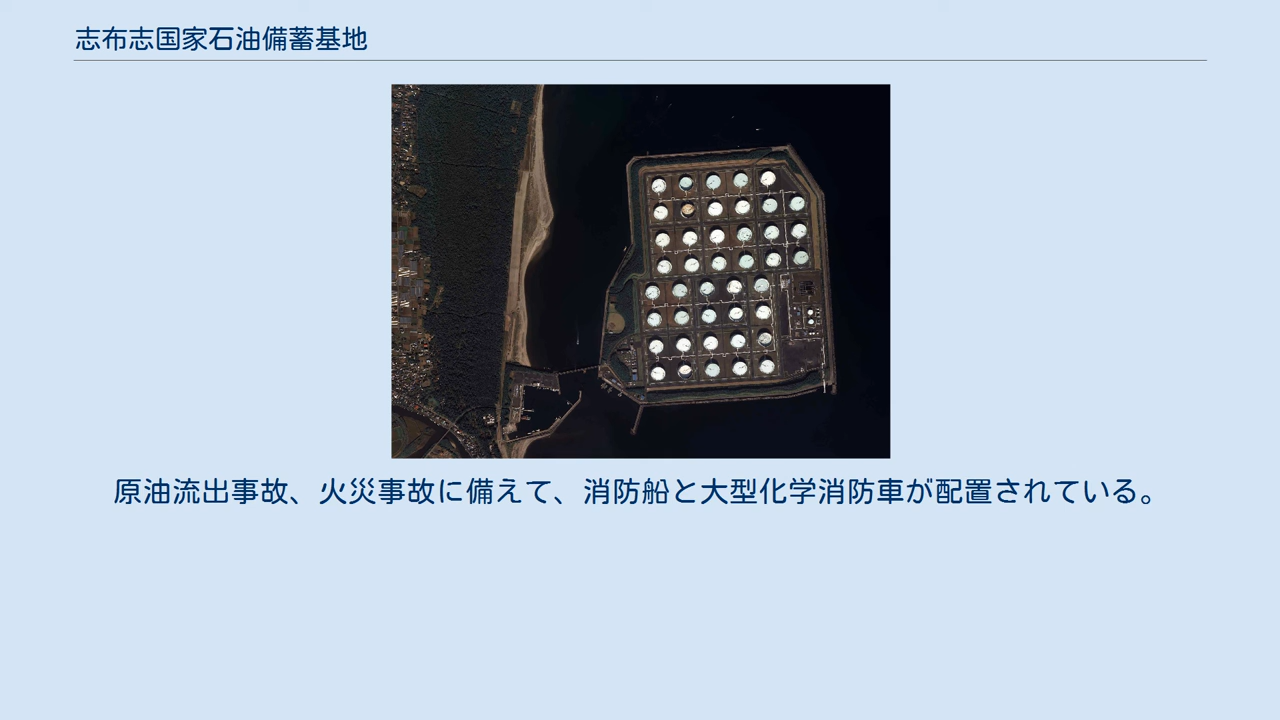 志布志国家石油備蓄基地
原油流出事故、火災事故に備えて、消防船と大型化学消防車が配置されている。